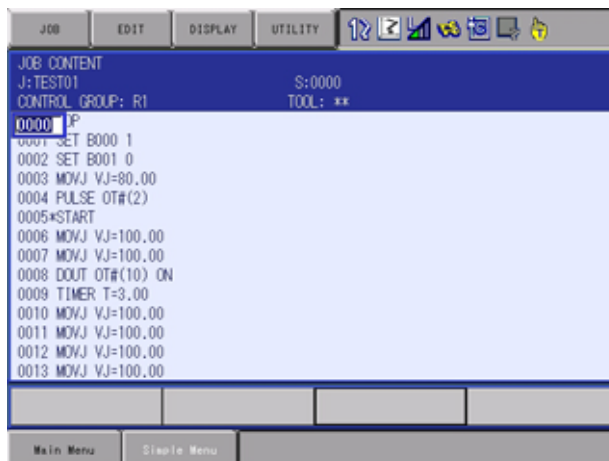 JOB EDIT DISPLAY UTILITY
JOB CONTENT
J:TEST01 S:0000
CONTROL GROUP: R1 TOOL: **
0000 OP
0001 SET B000 1
0002 SET B001 0
0003 MOVJ VJ=80.00
0004 PULSE OT#(2)
0005*START
0006 MOVJ VJ=100.00
0007 MOVJ VJ=100.00
0008 DOUT OT#(10) ON
0009 TIMER T=3.00
0010 MOVJ VJ=100.00
0011 MOVJ VJ=100.00
0012 MOVJ VJ=100.00
0013 MOVJ VJ=100.00
Main Menu Simple Menu